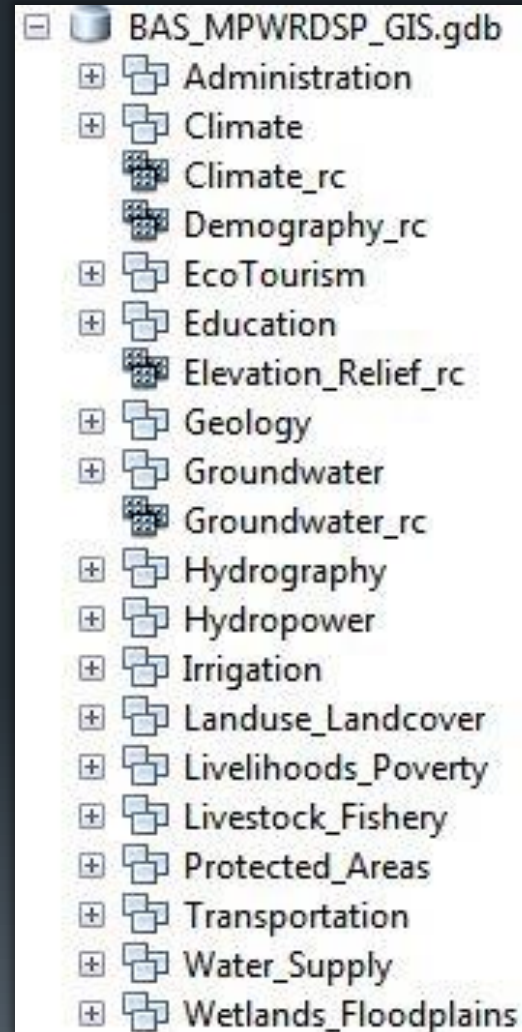 BAS_MPWRDSP_GIS.gdb
Administration
Climate
Climate_rc
Demography_rc
EcoTourism
Education
Elevation_Relief_rc
Geology
Groundwater
Groundwater_rc
Hydrography
Hydropower
Irrigation
Landuse_Landcover
Livelihoods_Poverty
Livestock_Fishery
Protected_Areas
Transportation
Water_Supply
Wetlands_Floodplains